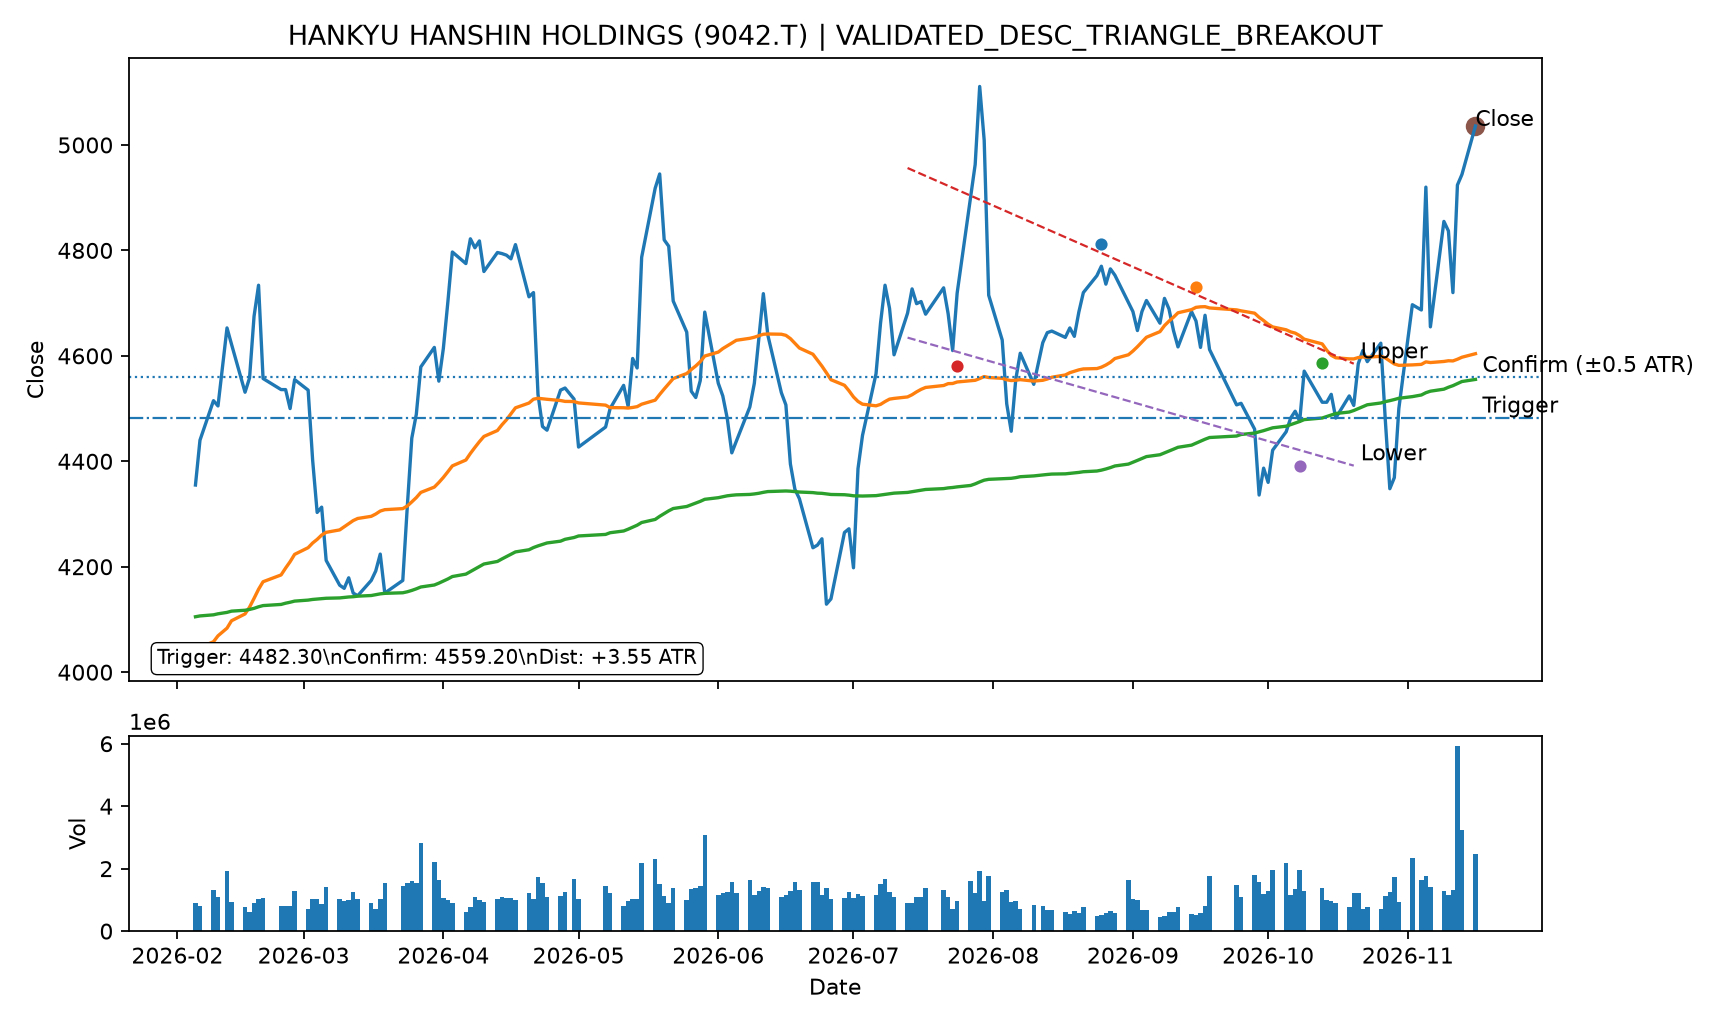 HANKYU HANSHIN HOLDINGS (9042.T) | VALIDATED_DESC_TRIANGLE_BREAKOUT
Close
5000
4800
4600
4400
4200
4000
Close
Upper
Confirm (±0.5 ATR)
Trigger
Lower
Trigger: 4482.30\nConfirm: 4559.20\nDist: +3.55 ATR
1e6
Vol
6
4
2
0
2026-02 2026-03 2026-04 2026-05 2026-06 2026-07 2026-08 2026-09 2026-10 2026-11
Date